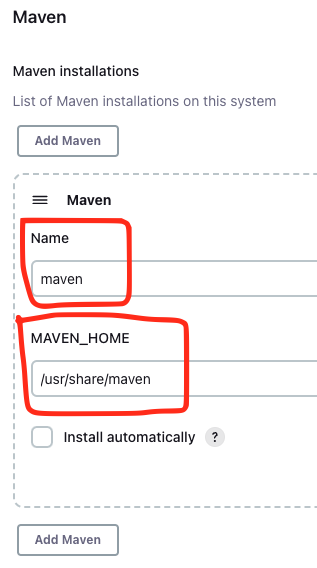 Maven
Maven installations
List of Maven installations on this system
Add Maven
Maven
Name
maven
MAVEN_HOME
/usr/share/maven
Install automatically ?
Add Maven